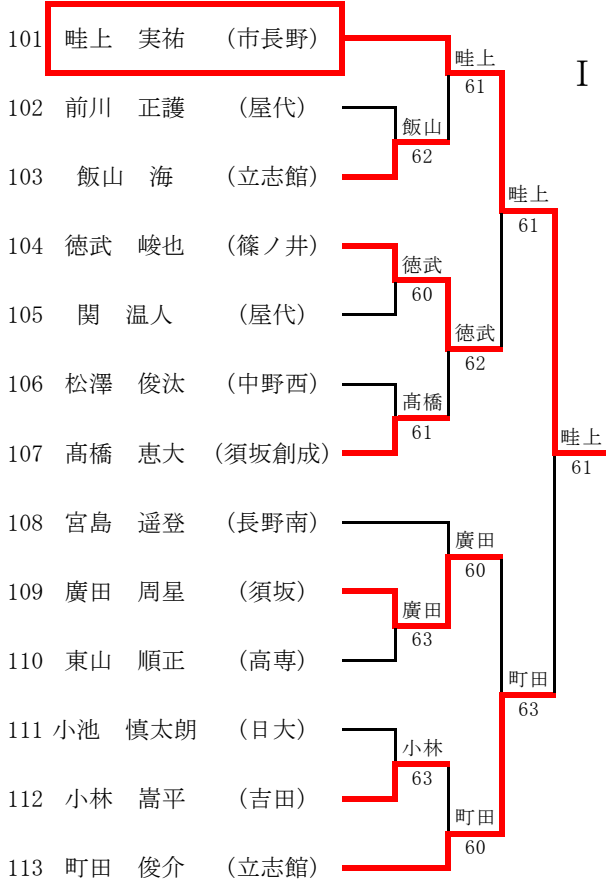 101 畦上 実祐 (市長野)
畦上
61
I
102 前川 正護 (屋代)
飯山
62
103 飯山 海 (立志館)
畦上
61
104 徳武 峻也 (篠ノ井)
徳武
60
105 関 温人 (屋代)
徳武
62
106 松澤 俊汰 (中野西)
髙橋
61
107 髙橋 恵大 (須坂創成)
畦上
61
108 宮島 遥登 (長野南)
廣田
60
109 廣田 周星 (須坂)
廣田
63
110 東山 順正 (高専)
町田
63
111 小池 慎太朗 (日大)
小林
63
112 小林 嵩平 (吉田)
町田
60
113 町田 俊介 (立志館)